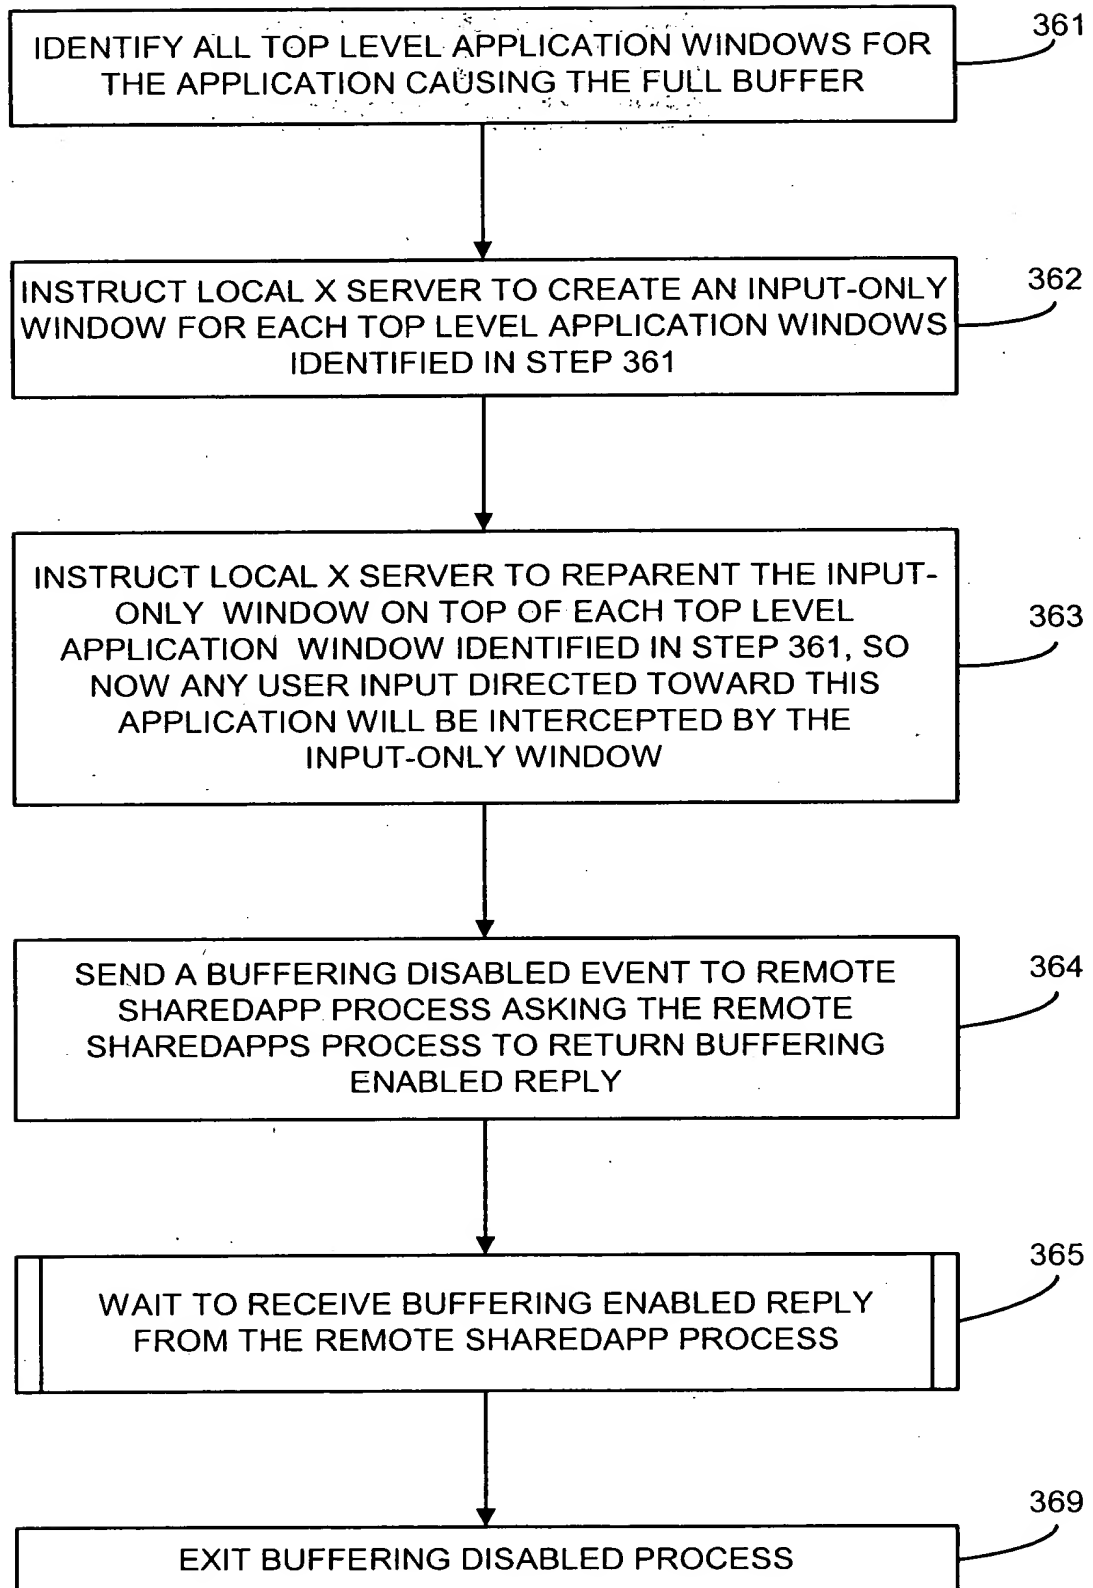 IDENTIFY ALL TOP LEVEL APPLICATION WINDOWS FOR
THE APPLICATION CAUSING THE FULL BUFFER
361
INSTRUCT LOCAL X SERVER TO CREATE AN INPUT-ONLY
WINDOW FOR EACH TOP LEVEL APPLICATION WINDOWS
IDENTIFIED IN STEP 361
362
INSTRUCT LOCAL X SERVER TO REPARENT THE INPUT-
ONLY WINDOW ON TOP OF EACH TOP LEVEL
APPLICATION WINDOW IDENTIFIED IN STEP 361, SO
NOW ANY USER INPUT DIRECTED TOWARD THIS
APPLICATION WILL BE INTERCEPTED BY THE
INPUT-ONLY WINDOW
363
SEND A BUFFERING DISABLED EVENT TO REMOTE
SHAREDAPP PROCESS ASKING THE REMOTE
SHAREDAPPS PROCESS TO RETURN BUFFERING
ENABLED REPLY
364
WAIT TO RECEIVE BUFFERING ENABLED REPLY
FROM THE REMOTE SHAREDAPP PROCESS
365
EXIT BUFFERING DISABLED PROCESS
369